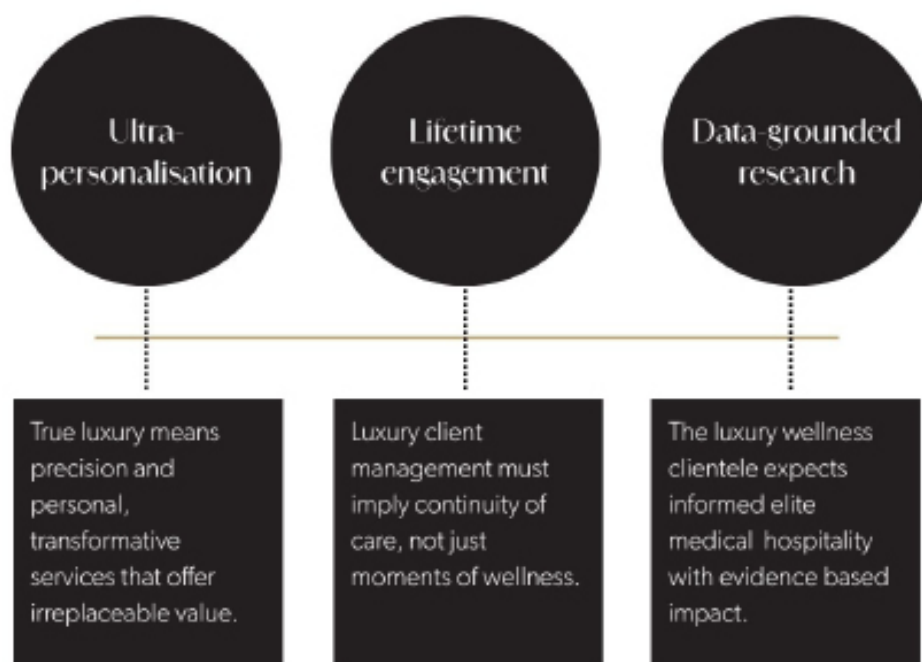 Ultra-
personalisation
Lifetime
engagement
Data-grounded
research
True luxury means
precision and
personal,
transformative
services that offer
irreplaceable value.
Luxury client
management must
imply continuity of
care, not just
moments of wellness.
The luxury wellness
clientele expects
informed elite
medical hospitality
with evidence based
impact.